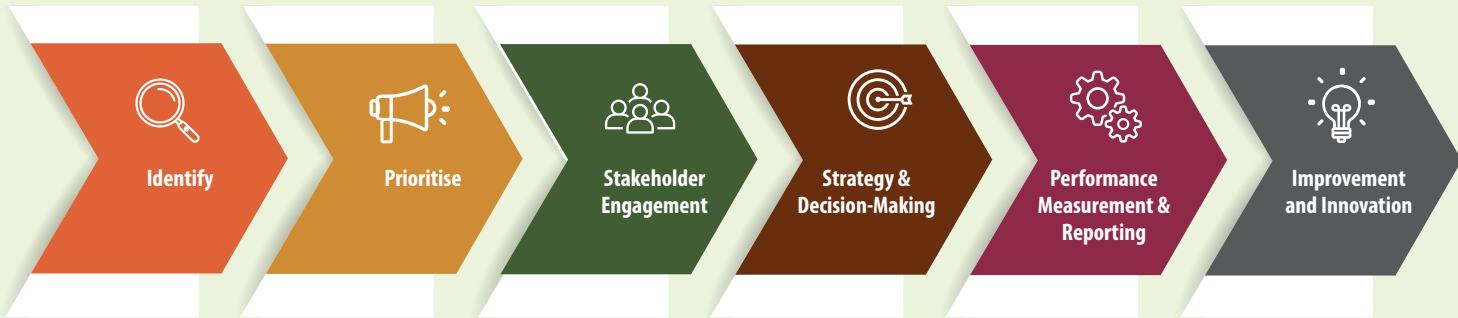 Identify
Prioritise
Stakeholder
Engagement
Strategy &
Decision-Making
Performance
Measurement &
Reporting
Improvement
and Innovation